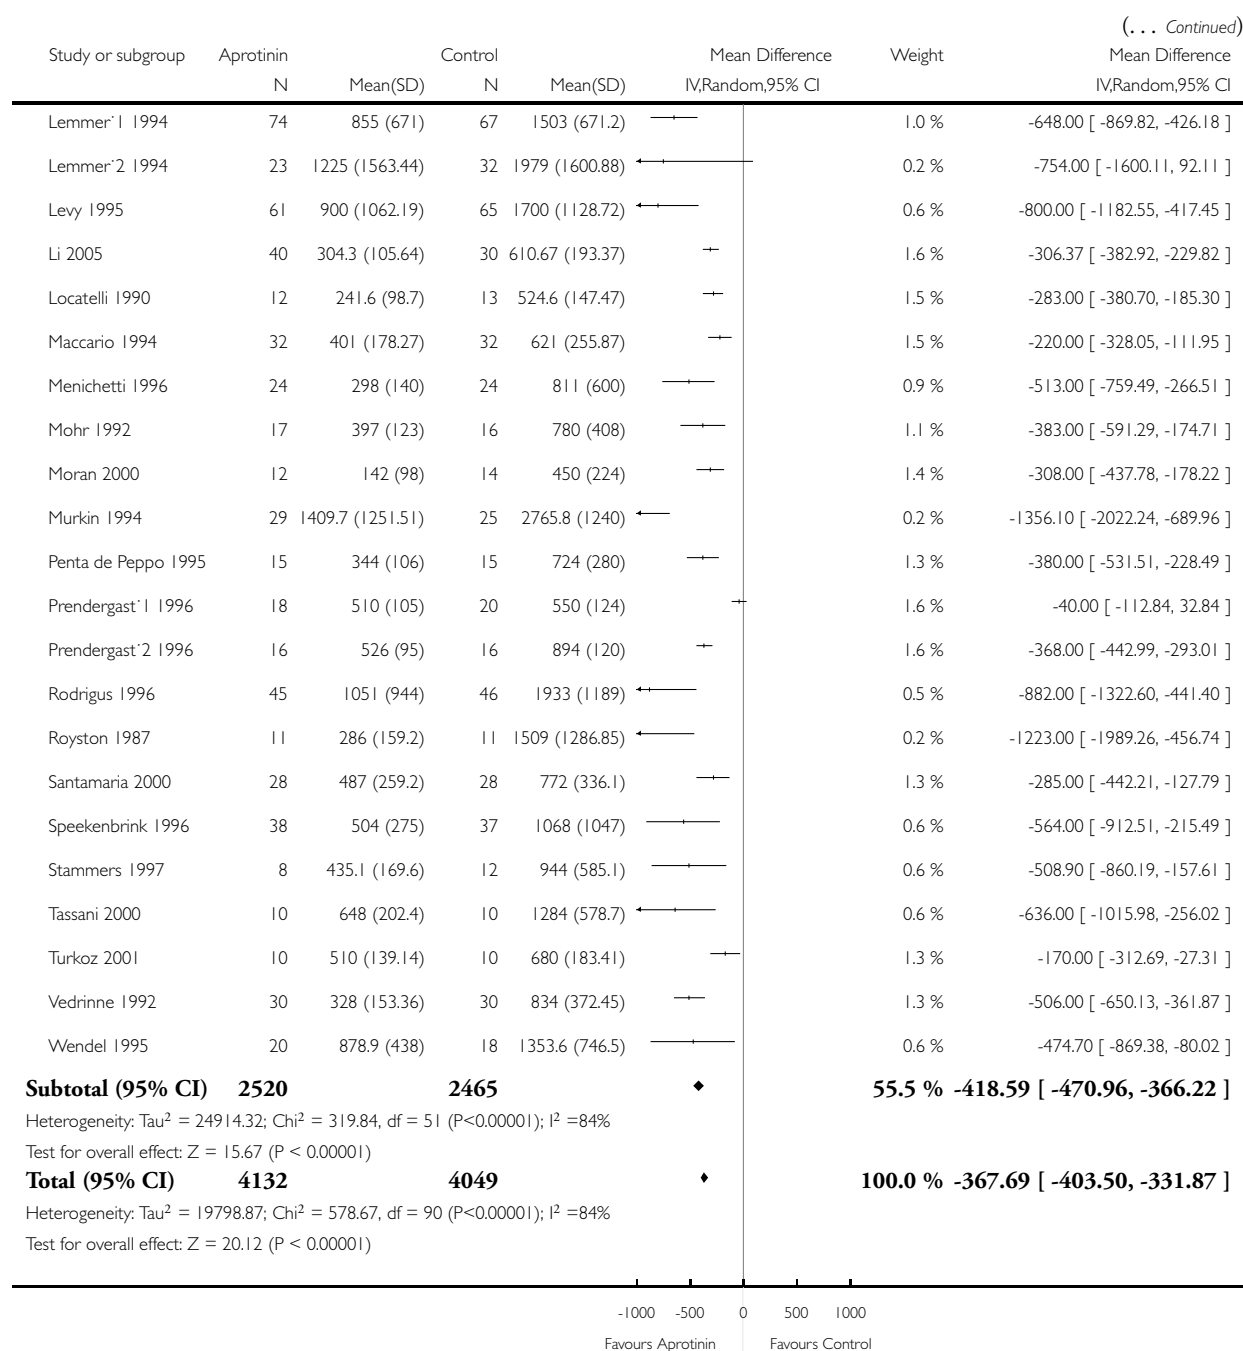 (... Continued)
Study or subgroup Aprotinin Control Mean Difference Weight Mean Difference
N Mean(SD) N Mean(SD) IV,Random,95% CI IV,Random,95% CI
Lemmer˙1 1994 74 855 (671) 67 1503 (671.2) 1.0 % -648.00 [ -869.82, -426.18 ]
Lemmer˙2 1994 23 1225 (1563.44) 32 1979 (1600.88) 0.2 % -754.00 [ -1600.11, 92.11 ]
Levy 1995 61 900 (1062.19) 65 1700 (1128.72) 0.6 % -800.00 [ -1182.55, -417.45 ]
Li 2005 40 304.3 (105.64) 30 610.67 (193.37) 1.6 % -306.37 [ -382.92, -229.82 ]
Locatelli 1990 12 241.6 (98.7) 13 524.6 (147.47) 1.5 % -283.00 [ -380.70, -185.30 ]
Maccario 1994 32 401 (178.27) 32 621 (255.87) 1.5 % -220.00 [ -328.05, -111.95 ]
Menichetti 1996 24 298 (140) 24 811 (600) 0.9 % -513.00 [ -759.49, -266.51 ]
Mohr 1992 17 397 (123) 16 780 (408) 1.1 % -383.00 [ -591.29, -174.71 ]
Moran 2000 12 142 (98) 14 450 (224) 1.4 % -308.00 [ -437.78, -178.22 ]
Murkin 1994 29 1409.7 (1251.51) 25 2765.8 (1240) 0.2 % -1356.10 [ -2022.24, -689.96 ]
Penta de Peppo 1995 15 344 (106) 15 724 (280) 1.3 % -380.00 [ -531.51, -228.49 ]
Prendergast˙1 1996 18 510 (105) 20 550 (124) 1.6 % -40.00 [ -112.84, 32.84 ]
Prendergast˙2 1996 16 526 (95) 16 894 (120) 1.6 % -368.00 [ -442.99, -293.01 ]
Rodrigus 1996 45 1051 (944) 46 1933 (1189) 0.5 % -882.00 [ -1322.60, -441.40 ]
Royston 1987 11 286 (159.2) 11 1509 (1286.85) 0.2 % -1223.00 [ -1989.26, -456.74 ]
Santamaria 2000 28 487 (259.2) 28 772 (336.1) 1.3 % -285.00 [ -442.21, -127.79 ]
Speekenbrink 1996 38 504 (275) 37 1068 (1047) 0.6 % -564.00 [ -912.51, -215.49 ]
Stammers 1997 8 435.1 (169.6) 12 944 (585.1) 0.6 % -508.90 [ -860.19, -157.61 ]
Tassani 2000 10 648 (202.4) 10 1284 (578.7) 0.6 % -636.00 [ -1015.98, -256.02 ]
Turkoz 2001 10 510 (139.14) 10 680 (183.41) 1.3 % -170.00 [ -312.69, -27.31 ]
Vedrinne 1992 30 328 (153.36) 30 834 (372.45) 1.3 % -506.00 [ -650.13, -361.87 ]
Wendel 1995 20 878.9 (438) 18 1353.6 (746.5) 0.6 % -474.70 [ -869.38, -80.02 ]
Subtotal (95% CI) 2520 2465 55.5 % -418.59 [ -470.96, -366.22 ]
Heterogeneity: Tau² = 24914.32; Chi² = 319.84, df = 51 (P<0.00001); I² =84%
Test for overall effect: Z = 15.67 (P < 0.00001)
Total (95% CI) 4132 4049 100.0 % -367.69 [ -403.50, -331.87 ]
Heterogeneity: Tau² = 19798.87; Chi² = 578.67, df = 90 (P<0.00001); I² =84%
Test for overall effect: Z = 20.12 (P < 0.00001)
-1000 -500 0 500 1000
Favours Aprotinin Favours Control